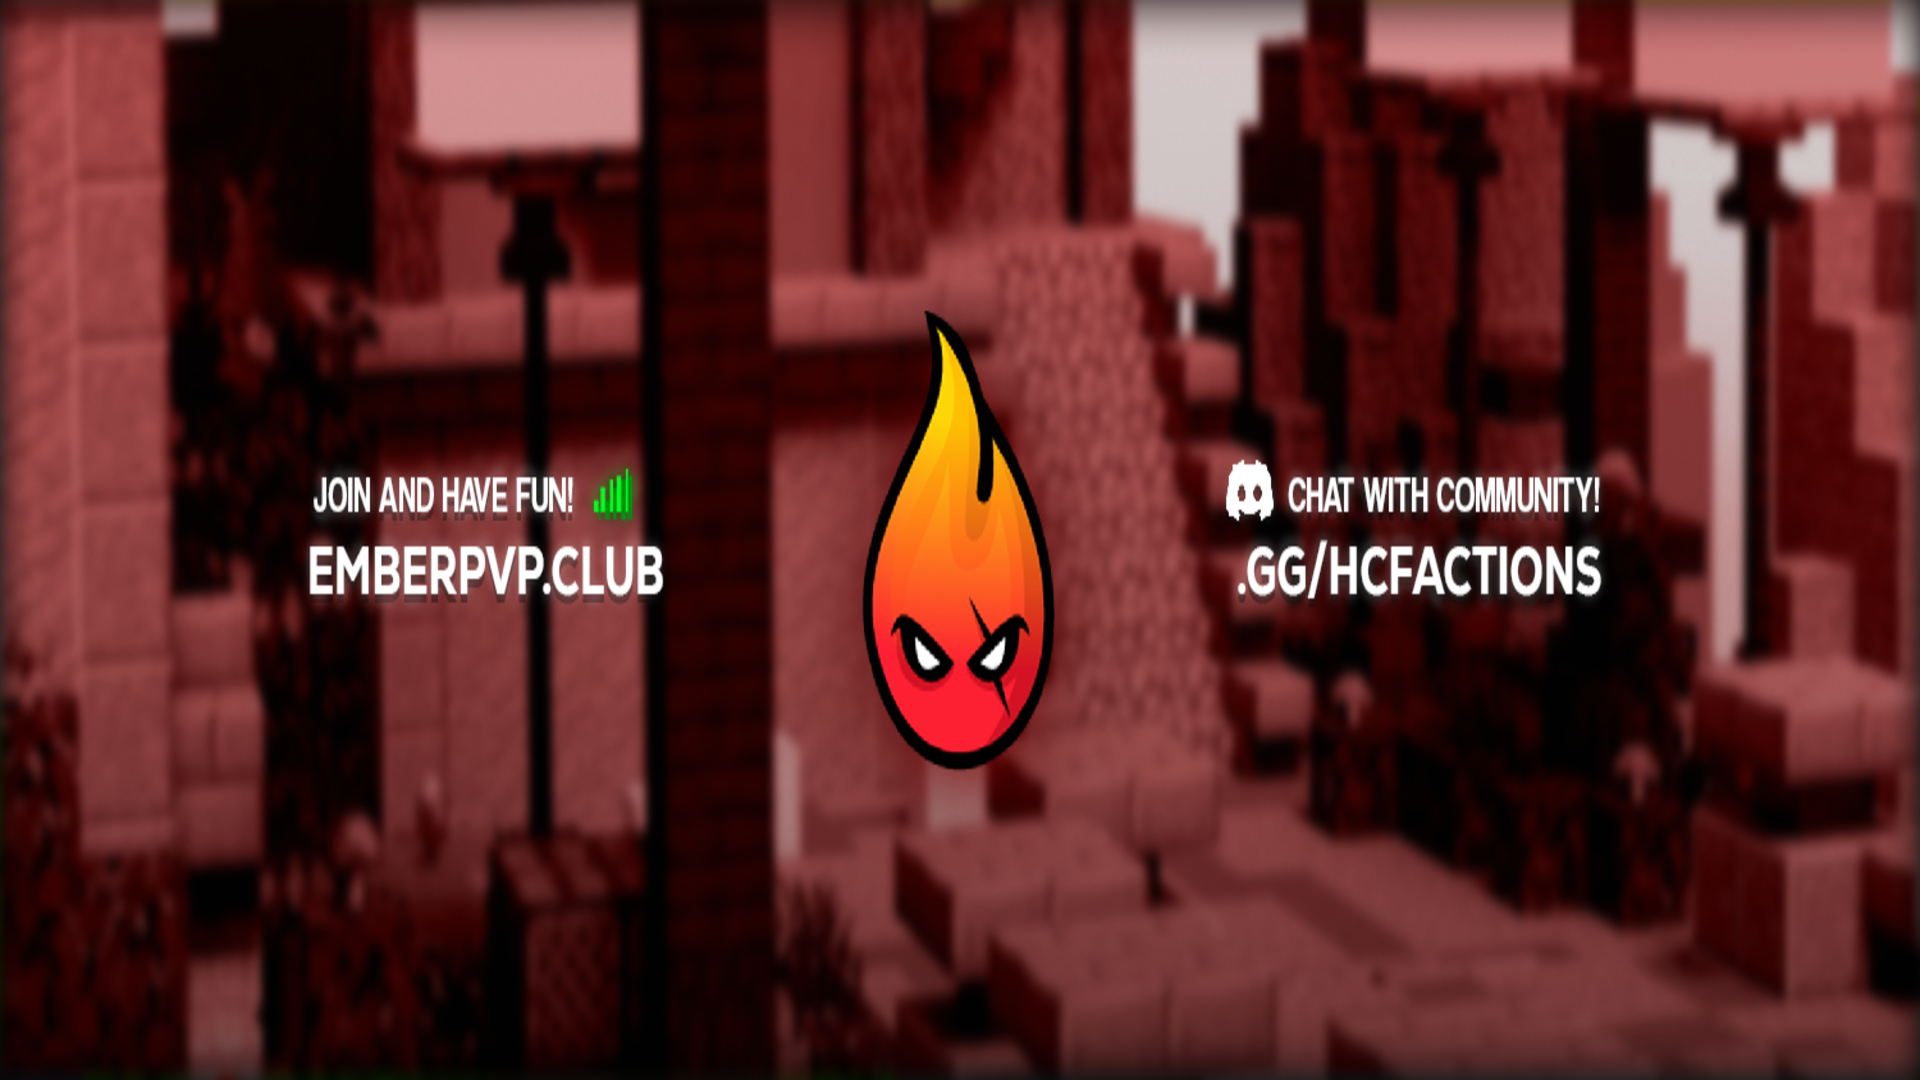 JOIN AND HAVE FUN!
EMBERPVP.CLUB
CHAT WITH COMMUNITY!
.GG/HCFACTIONS